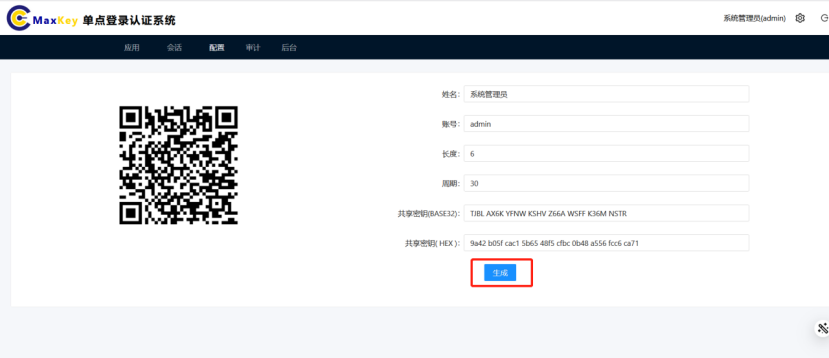 MaxKey 单点登录认证系统
系统管理员(admin)
应用 会话 配置 审计 后台
姓名: 系统管理员
账号: admin
长度: 6
周期: 30
共享密钥(BASE32): TJBL AX6K YFNW KSHV Z66A WSFF K36M NSTR
共享密钥( HEX ): 9a42 b05f cac1 5b65 48f5 cfbc 0b48 a556 fcc6 ca71
生成